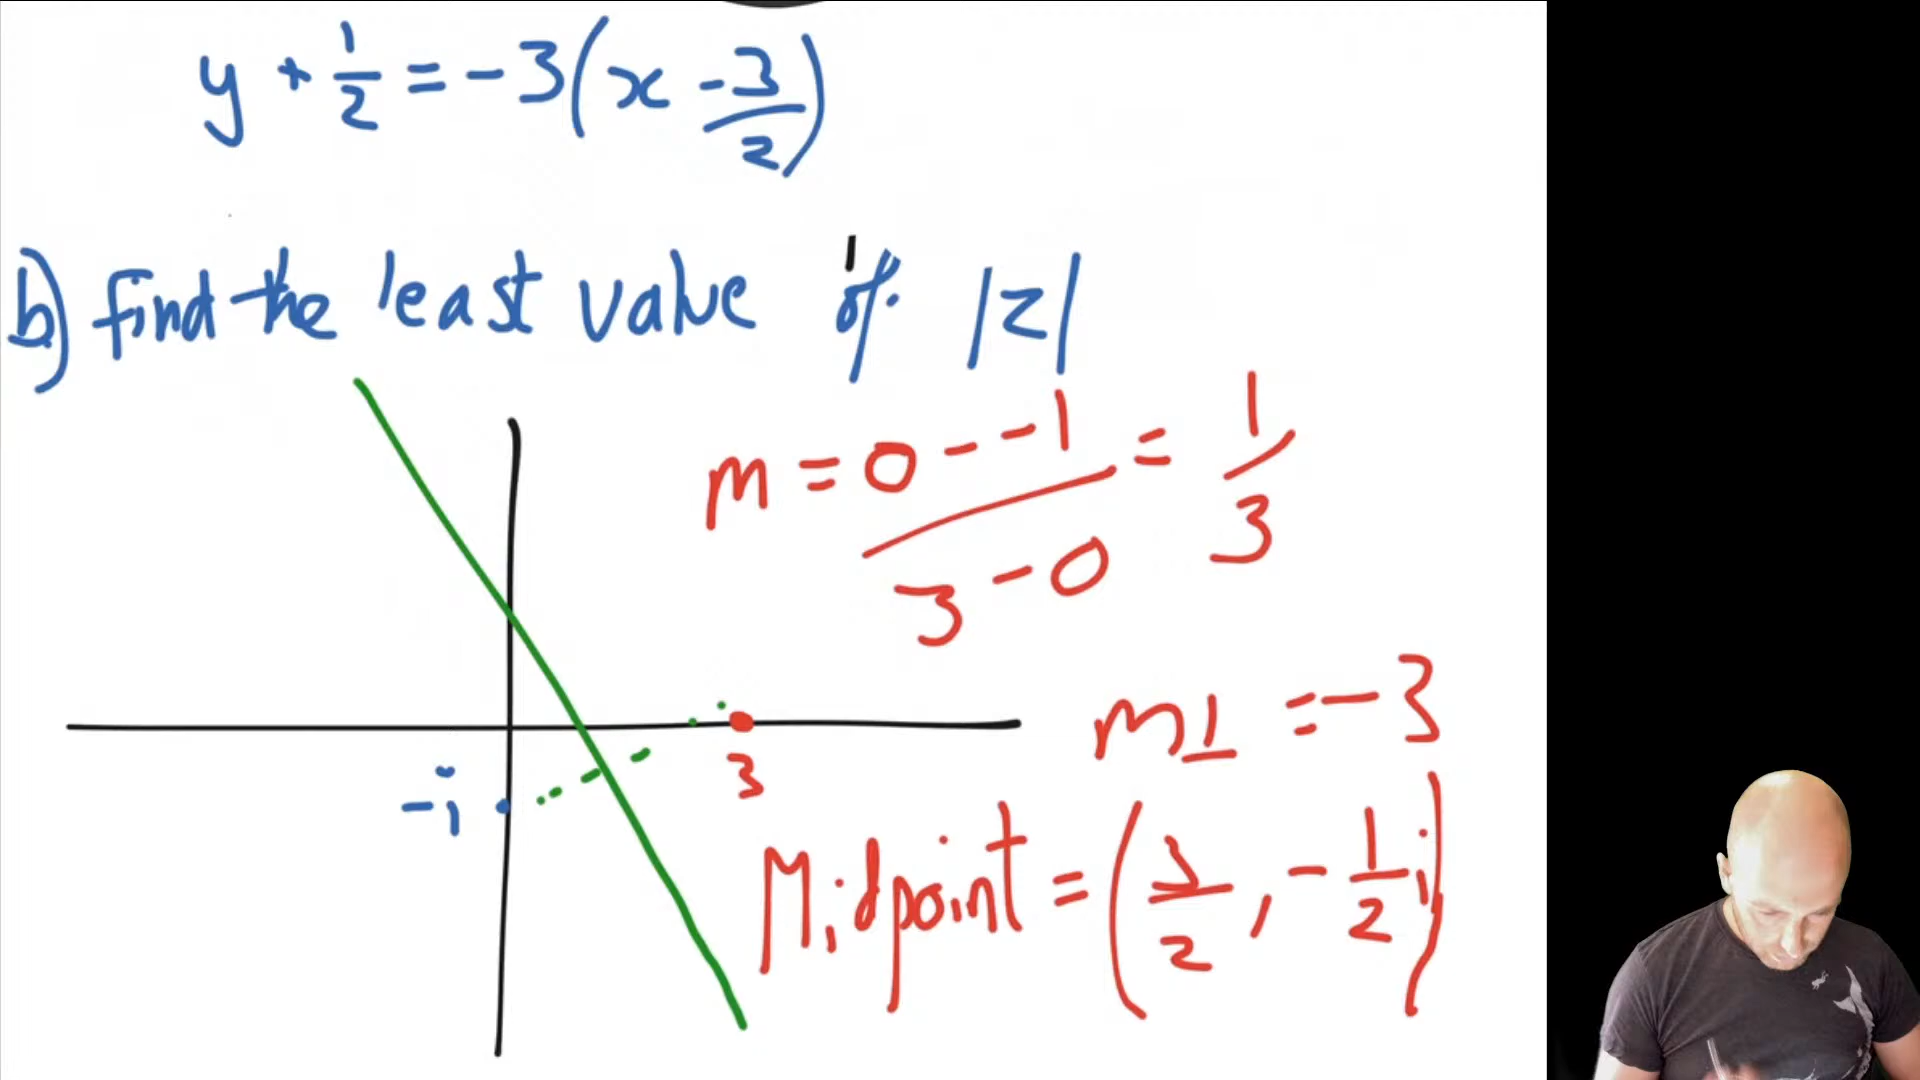 y + 1/2 = -3(x - 3/2)
b) find the least value of |z|
m = 0 - -1 / 3 - 0 = 1/3
m⊥ = -3
3
-i
Midpoint = (3/2, -1/2 i)